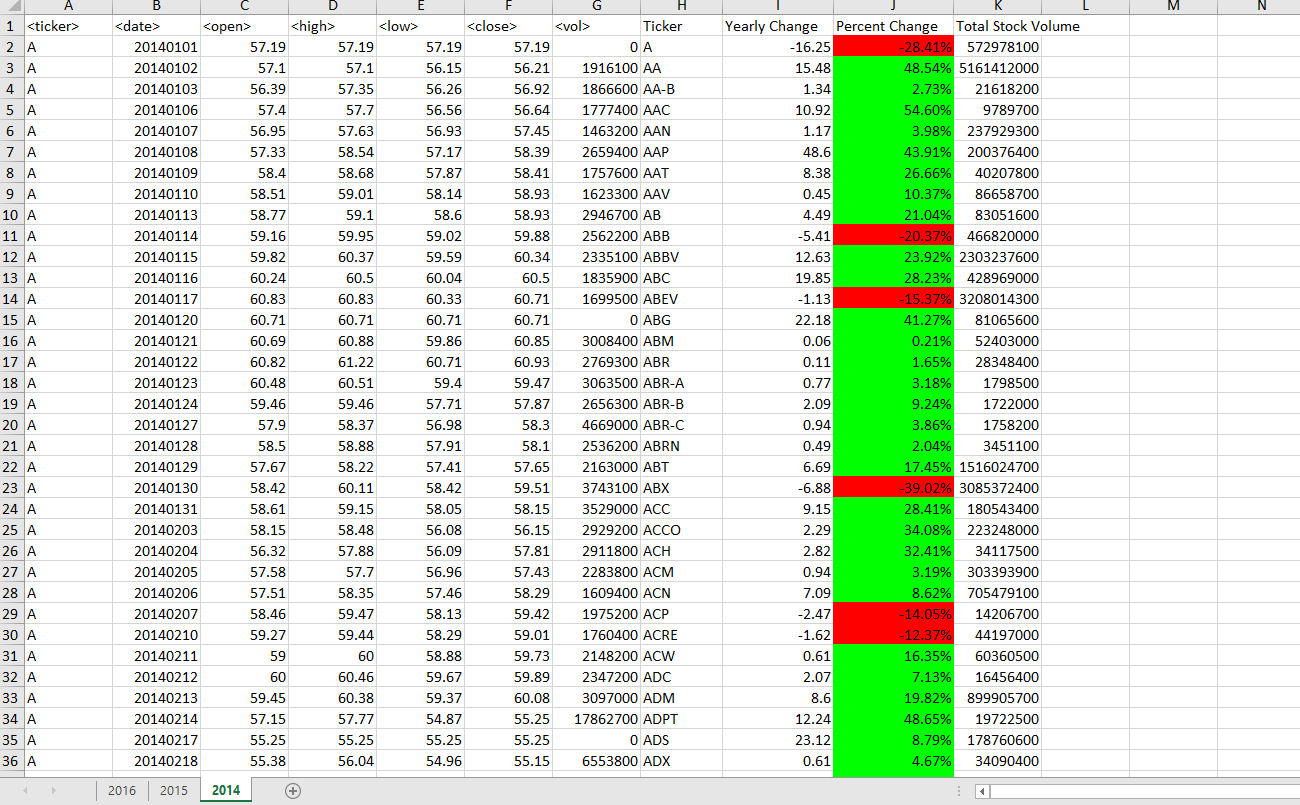 A B C D E F G H I J K L M N
1 <ticker> <date> <open> <high> <low> <close> <vol> Ticker Yearly Change Percent Change Total Stock Volume
2 A 20140101 57.19 57.19 57.19 57.19 0 A -16.25 -28.41% 572978100
3 A 20140102 57.1 57.1 56.15 56.21 1916100 AA 15.48 48.54% 5161412000
4 A 20140103 56.39 57.35 56.26 56.92 1866600 AA-B 1.34 2.73% 21618200
5 A 20140106 57.4 57.7 56.56 56.64 1777400 AAC 10.92 54.60% 9789700
6 A 20140107 56.95 57.63 56.93 57.45 1463200 AAN 1.17 3.98% 237929300
7 A 20140108 57.33 58.54 57.17 58.39 2659400 AAP 48.6 43.91% 200376400
8 A 20140109 58.4 58.68 57.87 58.41 1757600 AAT 8.38 26.66% 40207800
9 A 20140110 58.51 59.01 58.14 58.93 1623300 AAV 0.45 10.37% 86658700
10 A 20140113 58.77 59.1 58.6 58.93 2946700 AB 4.49 21.04% 83051600
11 A 20140114 59.16 59.95 59.02 59.88 2562200 ABB -5.41 -20.37% 466820000
12 A 20140115 59.82 60.37 59.59 60.34 2335100 ABBV 12.63 23.92% 2303237600
13 A 20140116 60.24 60.5 60.04 60.5 1835900 ABC 19.85 28.23% 428969000
14 A 20140117 60.83 60.83 60.33 60.71 1699500 ABEV -1.13 -15.37% 3208014300
15 A 20140120 60.71 60.71 60.71 60.71 0 ABG 22.18 41.27% 81065600
16 A 20140121 60.69 60.88 59.86 60.85 3008400 ABM 0.06 0.21% 52403000
17 A 20140122 60.82 61.22 60.71 60.93 2769300 ABR 0.11 1.65% 28348400
18 A 20140123 60.48 60.51 59.4 59.47 3063500 ABR-A 0.77 3.18% 1798500
19 A 20140124 59.46 59.46 57.71 57.87 2656300 ABR-B 2.09 9.24% 1722000
20 A 20140127 57.9 58.37 56.98 58.3 4669000 ABR-C 0.94 3.86% 1758200
21 A 20140128 58.5 58.88 57.91 58.1 2536200 ABRN 0.49 2.04% 3451100
22 A 20140129 57.67 58.22 57.41 57.65 2163000 ABT 6.69 17.45% 1516024700
23 A 20140130 58.42 60.11 58.42 59.51 3743100 ABX -6.88 -39.02% 3085372400
24 A 20140131 58.61 59.15 58.05 58.15 3529000 ACC 9.15 28.41% 180543400
25 A 20140203 58.15 58.48 56.08 56.15 2929200 ACCO 2.29 34.08% 223248000
26 A 20140204 56.32 57.88 56.09 57.81 2911800 ACH 2.82 32.41% 34117500
27 A 20140205 57.58 57.7 56.96 57.43 2283800 ACM 0.94 3.19% 303393900
28 A 20140206 57.51 58.35 57.46 58.29 1609400 ACN 7.09 8.62% 705479100
29 A 20140207 58.46 59.47 58.13 59.42 1975200 ACP -2.47 -14.05% 14206700
30 A 20140210 59.27 59.44 58.29 59.01 1760400 ACRE -1.62 -12.37% 44197000
31 A 20140211 59 60 58.88 59.73 2148200 ACW 0.61 16.35% 60360500
32 A 20140212 60 60.46 59.67 59.89 2347200 ADC 2.07 7.13% 16456400
33 A 20140213 59.45 60.38 59.37 60.08 3097000 ADM 8.6 19.82% 899905700
34 A 20140214 57.15 57.77 54.87 55.25 17862700 ADPT 12.24 48.65% 19722500
35 A 20140217 55.25 55.25 55.25 55.25 0 ADS 23.12 8.79% 178760600
36 A 20140218 55.38 56.04 54.96 55.15 6553800 ADX 0.61 4.67% 34090400
2016 2015 2014